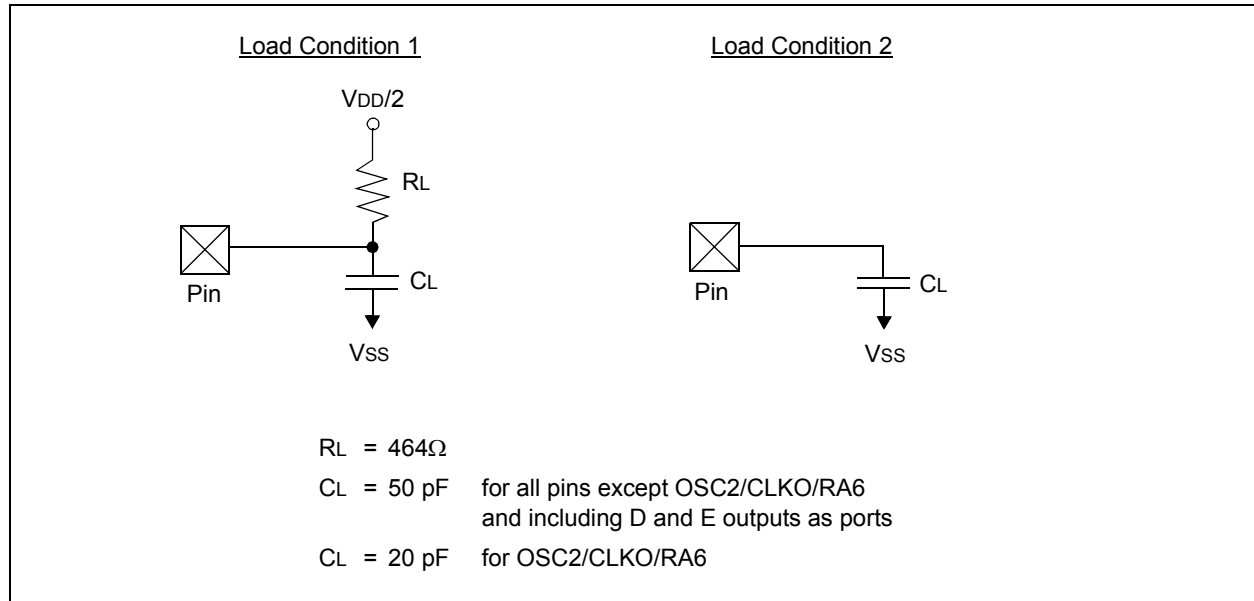 Load Condition 1
Load Condition 2
VDD/2
RL
Pin
CL
VSS
Pin
CL
VSS
RL = 464Ω
CL = 50 pF for all pins except OSC2/CLKO/RA6
and including D and E outputs as ports
CL = 20 pF for OSC2/CLKO/RA6